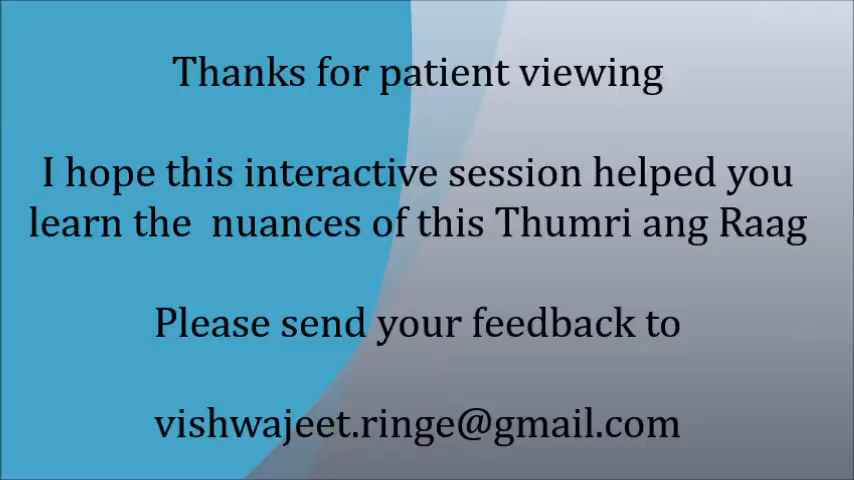 Thanks for patient viewing
I hope this interactive session helped you
learn the  nuances of this Thumri ang Raag
Please send your feedback to
vishwajeet.ringe@gmail.com